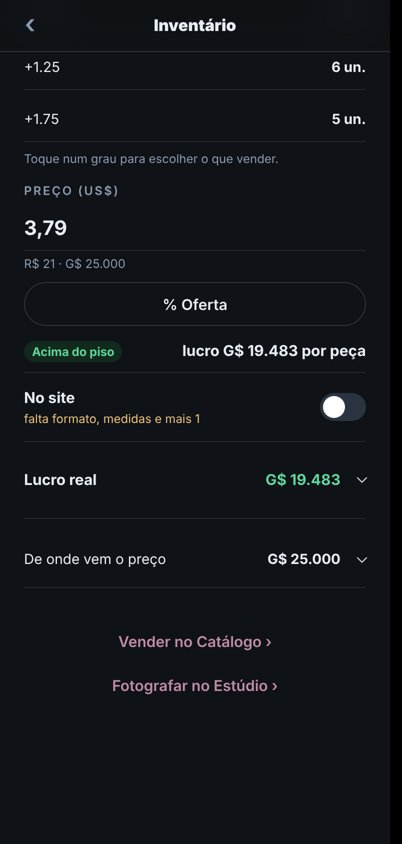 Inventário
+1.25 6 un.
+1.75 5 un.
Toque num grau para escolher o que vender.
PREÇO (US$)
3,79
R$ 21 · G$ 25.000
% Oferta
Acima do piso lucro G$ 19.483 por peça
No site
falta formato, medidas e mais 1
Lucro real G$ 19.483
De onde vem o preço G$ 25.000
Vender no Catálogo ›
Fotografar no Estúdio ›